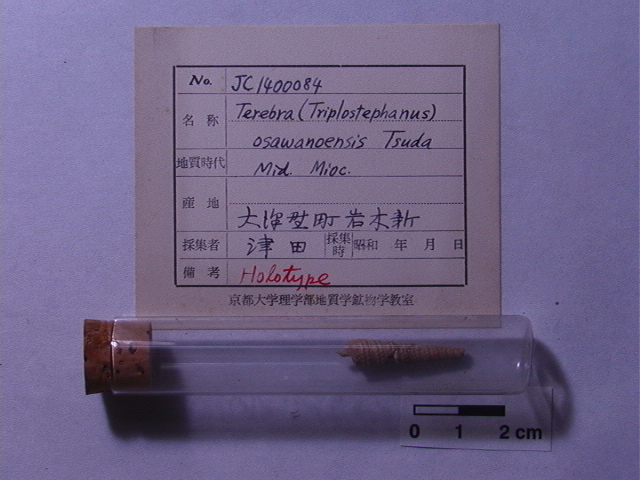 No. JC1400084
名称 Terebra (Triplostephanus)
osawanoensis Tsuda
地質時代 Mid. Mioc.
産地 大沢野町岩木新
採集者 津田 採集時 昭和 年 月 日
備考 Holotype
京都大学理学部地質学鉱物学教室
0 1 2 cm